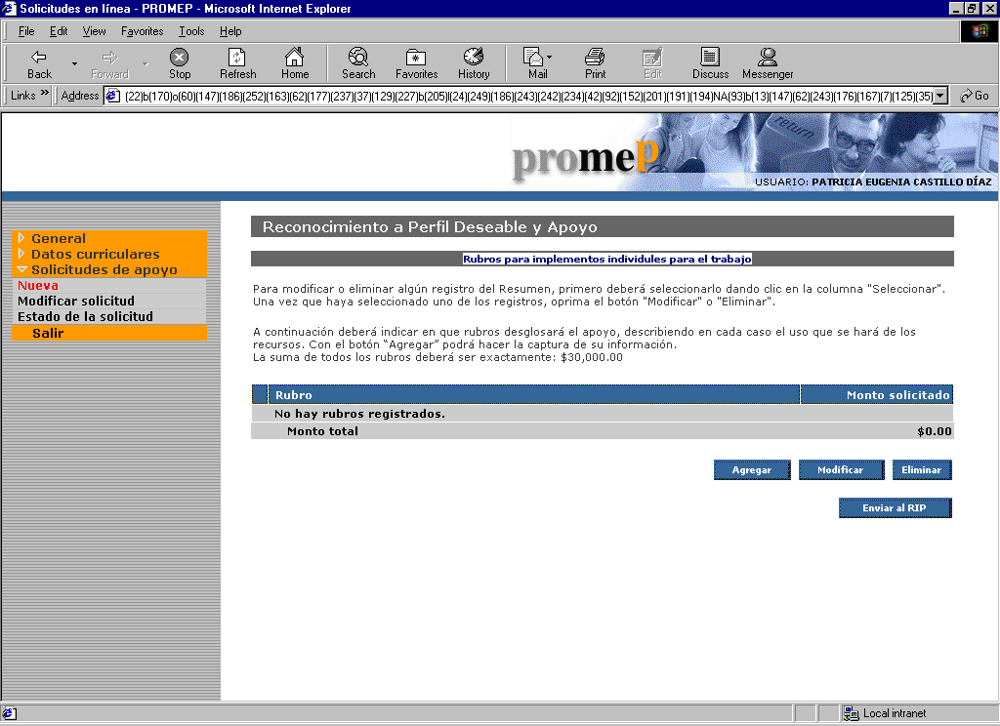 Solicitudes en línea - PROMEP - Microsoft Internet Explorer
File Edit View Favorites Tools Help
Back Forward Stop Refresh Home Search Favorites History Mail Print Edit Discuss Messenger
Links » Address (22)b(170)o(60)(147)(186)(252)(163)(62)(177)(237)(37)(129)(227)b(205)(24)(249)(186)(243)(242)(234)(42)(92)(152)(201)(191)(194)NA(93)b(13)(147)(62)(243)(176)(167)(7)(125)(35) Go
return
promep
USUARIO: PATRICIA EUGENIA CASTILLO DÍAZ
General
Datos curriculares
Solicitudes de apoyo
Nueva
Modificar solicitud
Estado de la solicitud
Salir
Reconocimiento a Perfil Deseable y Apoyo
Rubros para implementos individules para el trabajo
Para modificar o eliminar algún registro del Resumen, primero deberá seleccionarlo dando clic en la columna "Seleccionar".
Una vez que haya seleccionado uno de los registros, oprima el botón "Modificar" o "Eliminar".
A continuación deberá indicar en que rubros desglosará el apoyo, describiendo en cada caso el uso que se hará de los
recursos. Con el botón “Agregar” podrá hacer la captura de su información.
La suma de todos los rubros deberá ser exactamente: $30,000.00
Rubro Monto solicitado
No hay rubros registrados.
Monto total $0.00
Agregar Modificar Eliminar
Enviar al RIP
Local intranet